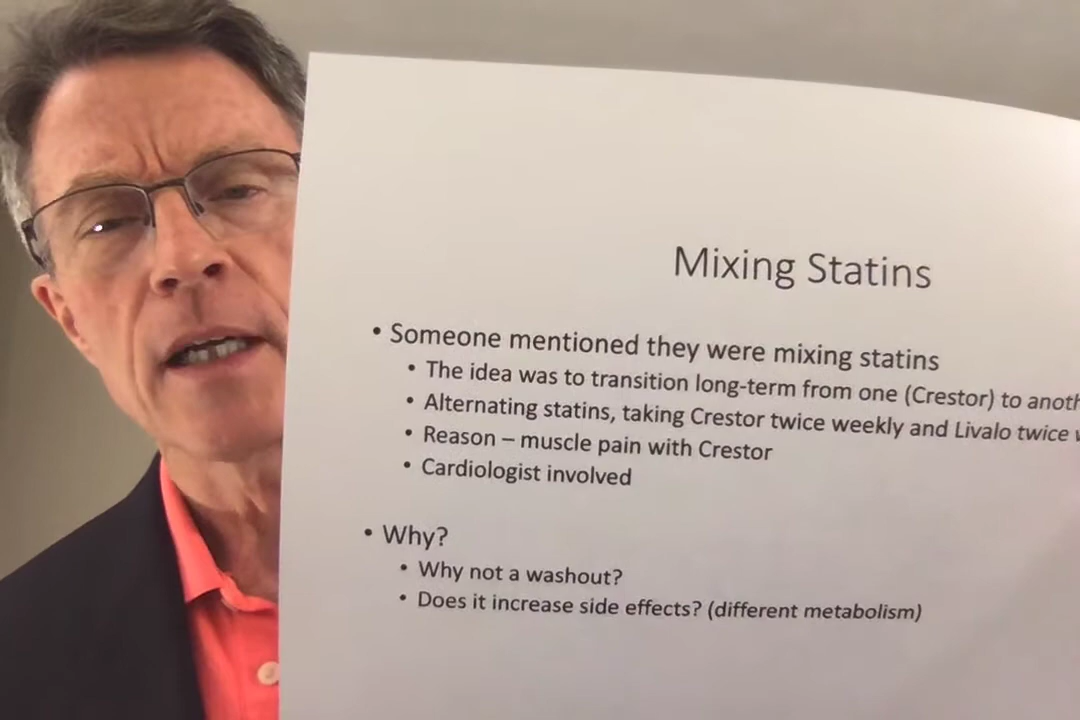 Mixing Statins
• Someone mentioned they were mixing statins
• The idea was to transition long-term from one (Crestor) to
• Alternating statins, taking Crestor twice weekly and Livalo twice
• Reason – muscle pain with Crestor
• Cardiologist involved
• Why?
• Why not a washout?
• Does it increase side effects? (different metabolism)